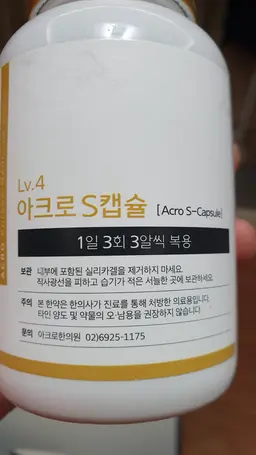 Lv.4
아크로 S캡슐 [Acro S-Capsule]
1일 3회 3알씩 복용
보관 내부에 포함된 실리카겔을 제거하지 마세요.
직사광선을 피하고 습기가 적은 서늘한 곳에 보관하세요.
주의 본 한약은 한의사가 진료를 통해 처방한 의료용입니다.
타인 양도 및 약물의 오·남용을 권장하지 않습니다.
문의 아크로한의원 02)6925-1175